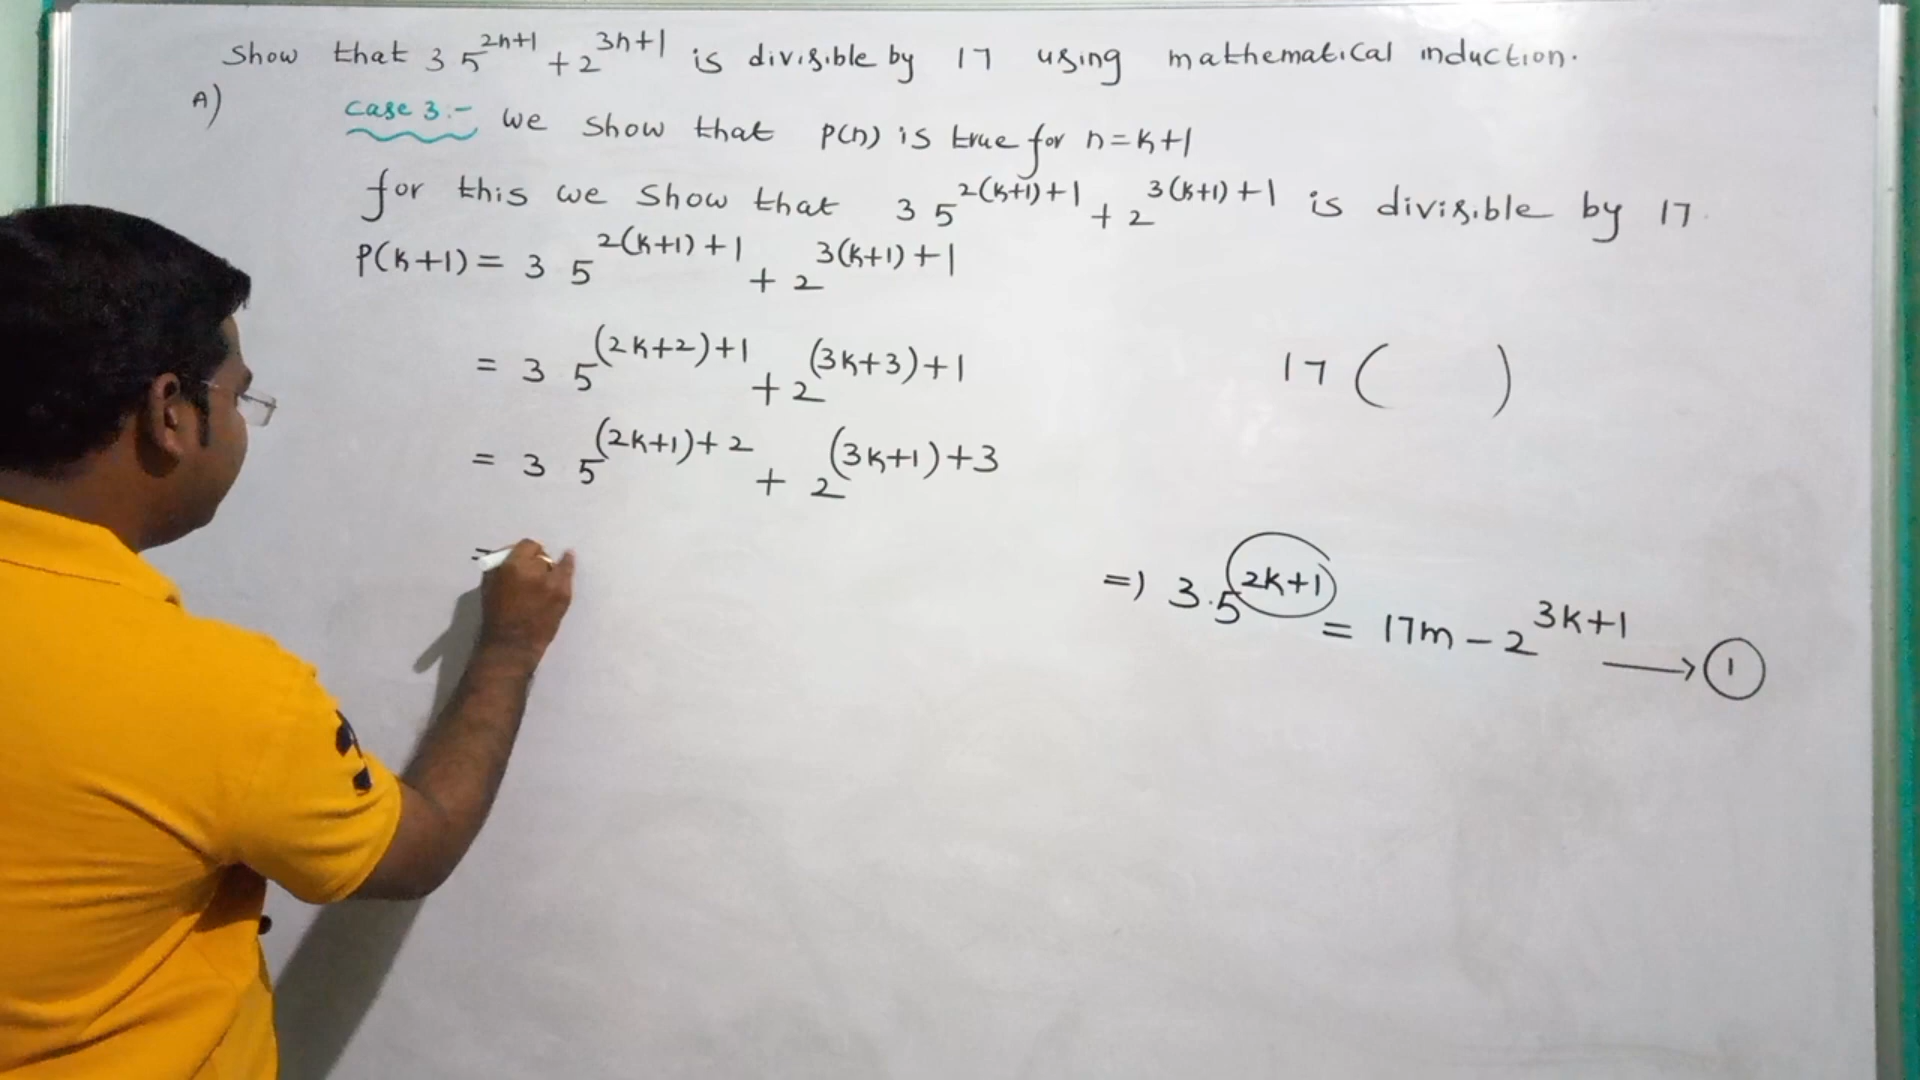 Show that 3 5^{2n+1} + 2^{3n+1} is divisible by 17 using mathematical induction.
A) Case 3:- We show that P(n) is true for n=k+1
for this we show that 3 5^{2(k+1)+1} + 2^{3(k+1)+1} is divisible by 17.
P(k+1) = 3 5^{2(k+1)+1} + 2^{3(k+1)+1}
= 3 5^{(2k+2)+1} + 2^{(3k+3)+1}
17 ( )
= 3 5^{(2k+1)+2} + 2^{(3k+1)+3}
=
=) 3.5^{2k+1} = 17m - 2^{3k+1} → ①